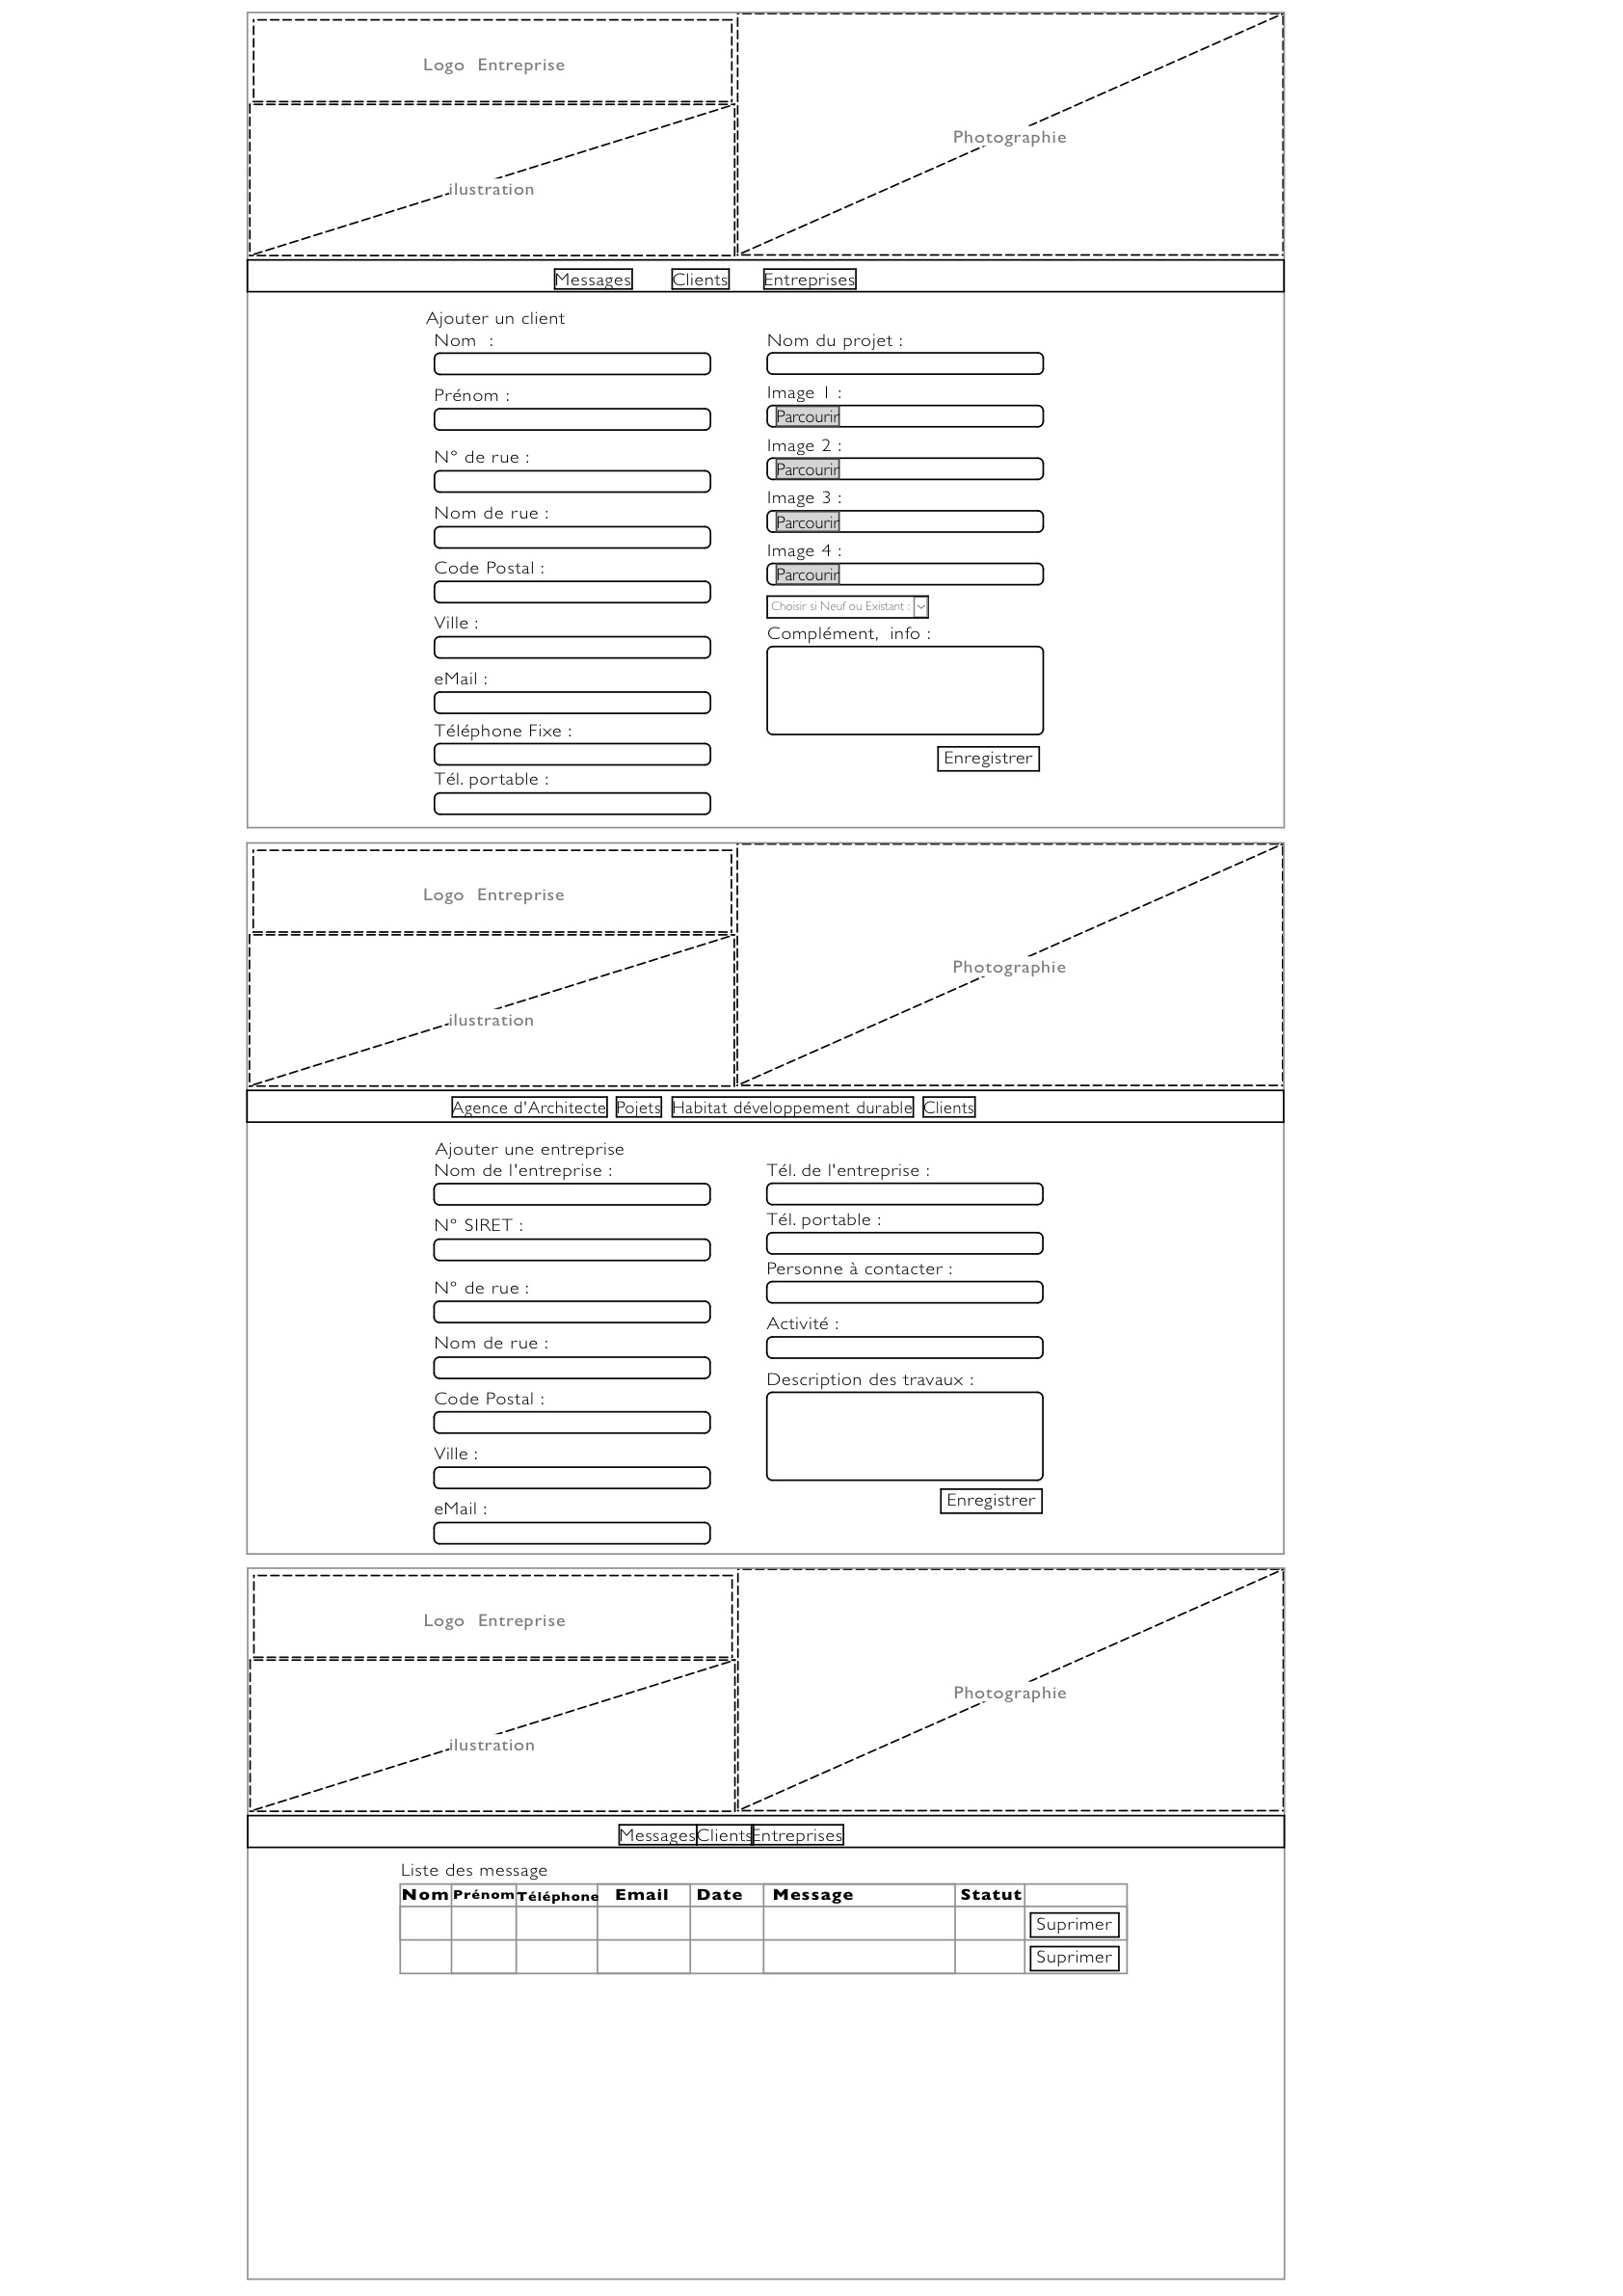 Logo Entreprise
Photographie
ilustration
Messages Clients Entreprises
Ajouter un client
Nom :
Prénom :
N° de rue :
Nom de rue :
Code Postal :
Ville :
eMail :
Téléphone Fixe :
Tél. portable :
Nom du projet :
Image 1 :
Parcourir
Image 2 :
Parcourir
Image 3 :
Parcourir
Image 4 :
Parcourir
Choisir si Neuf ou Existant :
Complément, info :
Enregistrer
Logo Entreprise
Photographie
ilustration
Agence d'Architecte Pojets Habitat développement durable Clients
Ajouter une entreprise
Nom de l'entreprise :
N° SIRET :
N° de rue :
Nom de rue :
Code Postal :
Ville :
eMail :
Tél. de l'entreprise :
Tél. portable :
Personne à contacter :
Activité :
Description des travaux :
Enregistrer
Logo Entreprise
Photographie
ilustration
Messages Clients Entreprises
Liste des message
Nom Prénom Téléphone Email Date Message Statut
Suprimer
Suprimer